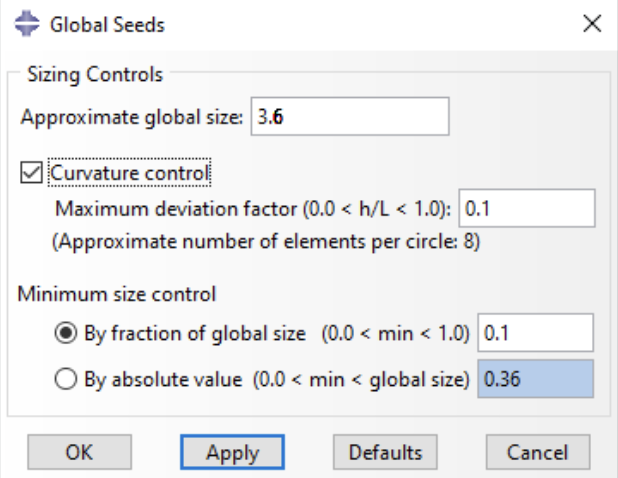 Global Seeds
Sizing Controls
Approximate global size: 3.6
Curvature control
Maximum deviation factor (0.0 < h/L < 1.0): 0.1
(Approximate number of elements per circle: 8)
Minimum size control
By fraction of global size (0.0 < min < 1.0) 0.1
By absolute value (0.0 < min < global size) 0.36
OK Apply Defaults Cancel